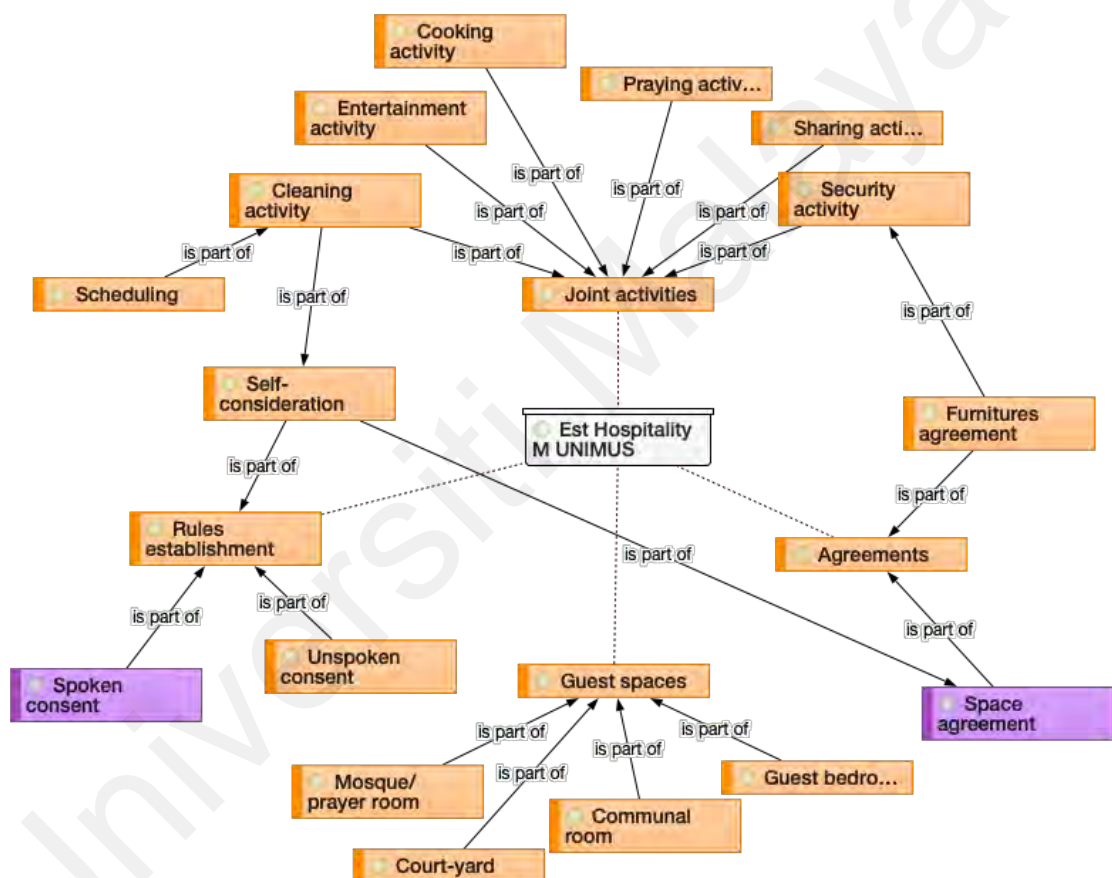 Cooking
activity
Praying activ…
Entertainment
activity
Sharing acti…
is part of
Cleaning
activity
Security
activity
is part of
is part of
is part of
is part of
is part of
is part of
Scheduling
Joint activities
is part of
is part of
Self-
consideration
Furnitures
agreement
Est Hospitality
M UNIMUS
is part of
is part of
Rules
establishment
is part of
Agreements
is part of
is part of
is part of
Unspoken
consent
Spoken
consent
Guest spaces
Space
agreement
is part of
is part of
is part of
is part of
Mosque/
prayer room
Guest bedro…
Communal
room
Court-yard
Universiti Malaya